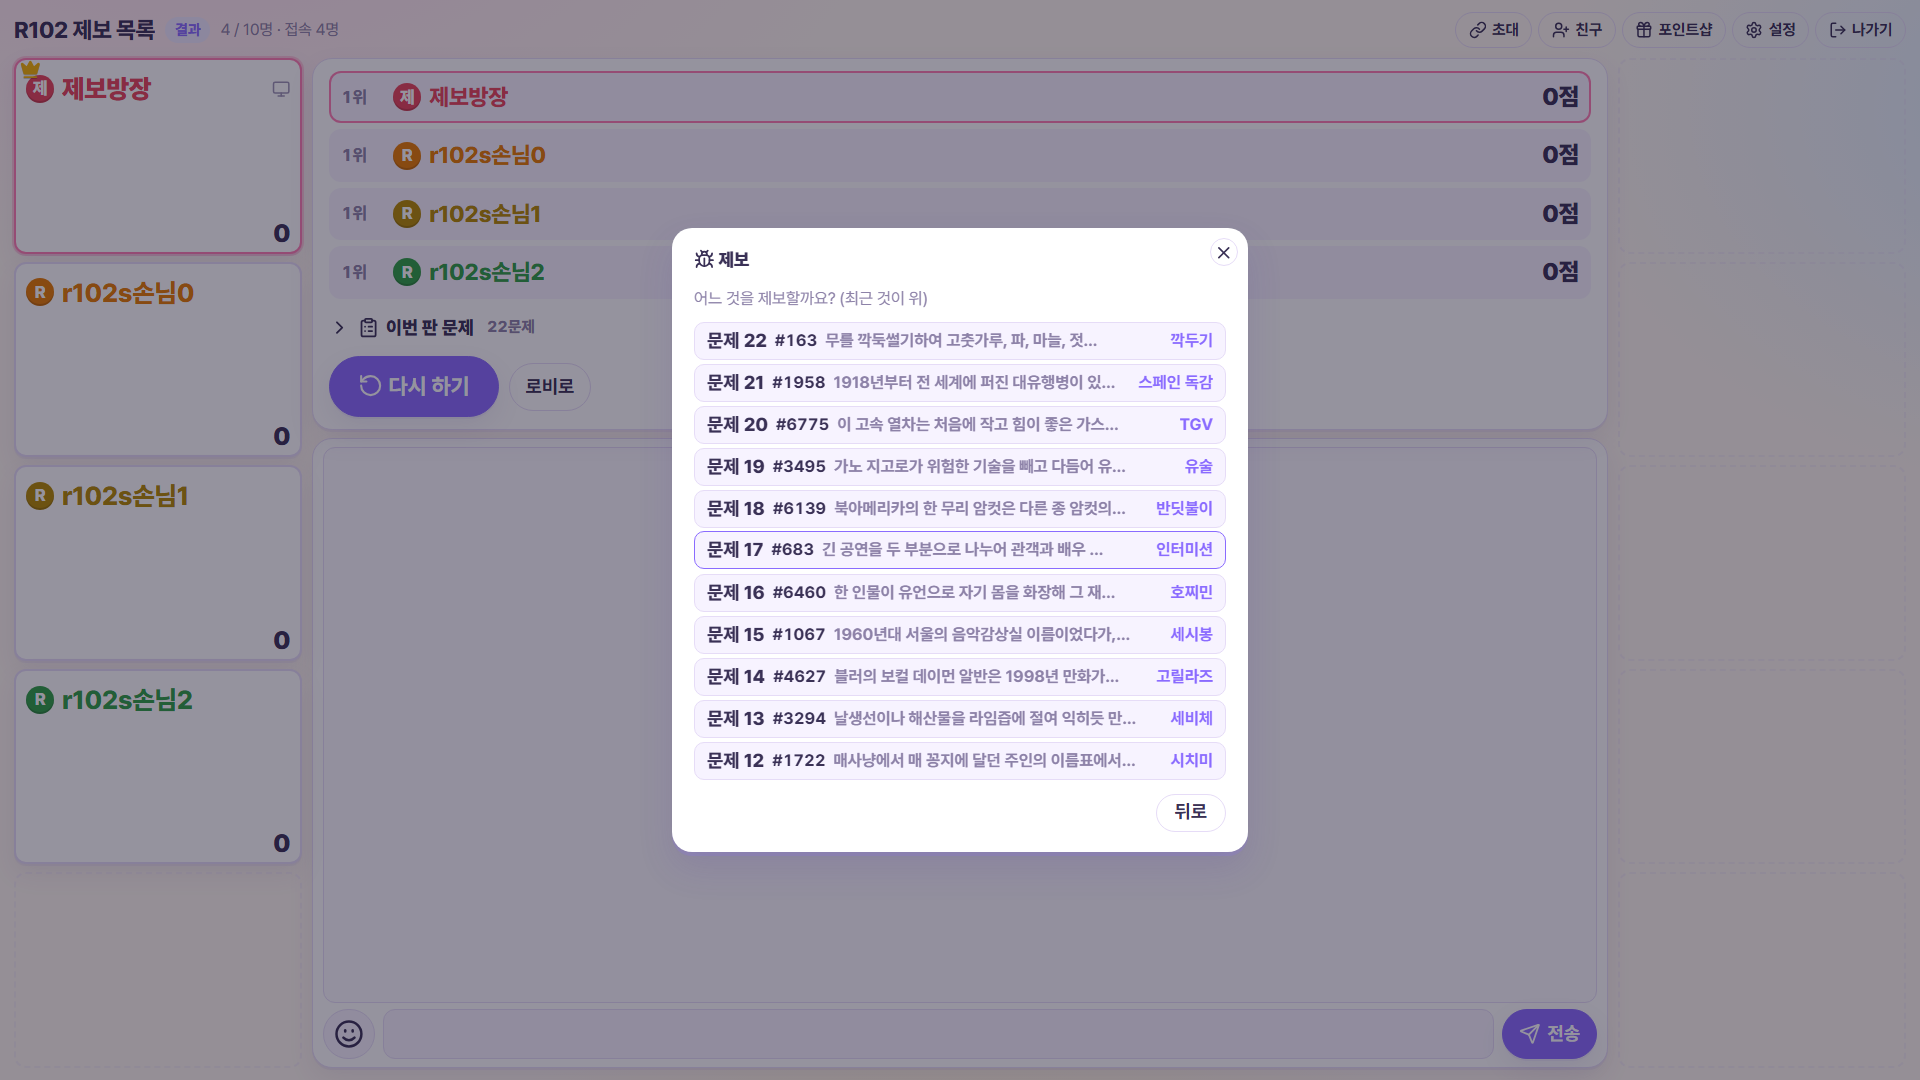 R102 제보 목록 결과 4 / 10명 · 접속 4명
초대 친구 포인트샵 설정 나가기
제 제보방장
0
R r102s손님0
0
R r102s손님1
0
R r102s손님2
0
1위 제 제보방장 0점
1위 R r102s손님0 0점
1위 R r102s손님1 0점
1위 R r102s손님2 0점
이번 판 문제 22문제
다시 하기 로비로
제보
어느 것을 제보할까요? (최근 것이 위)
문제 22 #163 무를 깍둑썰기하여 고춧가루, 파, 마늘, 젓... 깍두기
문제 21 #1958 1918년부터 전 세계에 퍼진 대유행병이 있... 스페인 독감
문제 20 #6775 이 고속 열차는 처음에 작고 힘이 좋은 가스... TGV
문제 19 #3495 가노 지고로가 위험한 기술을 빼고 다듬어 유... 유술
문제 18 #6139 북아메리카의 한 무리 암컷은 다른 종 암컷의... 반딧불이
문제 17 #683 긴 공연을 두 부분으로 나누어 관객과 배우 ... 인터미션
문제 16 #6460 한 인물이 유언으로 자기 몸을 화장해 그 재... 호찌민
문제 15 #1067 1960년대 서울의 음악감상실 이름이었다가,... 세시봉
문제 14 #4627 블러의 보컬 데이먼 알반은 1998년 만화가... 고릴라즈
문제 13 #3294 날생선이나 해산물을 라임즙에 절여 익히듯 만... 세비체
문제 12 #1722 매사냥에서 매 꽁지에 달던 주인의 이름표에서... 시치미
뒤로
전송